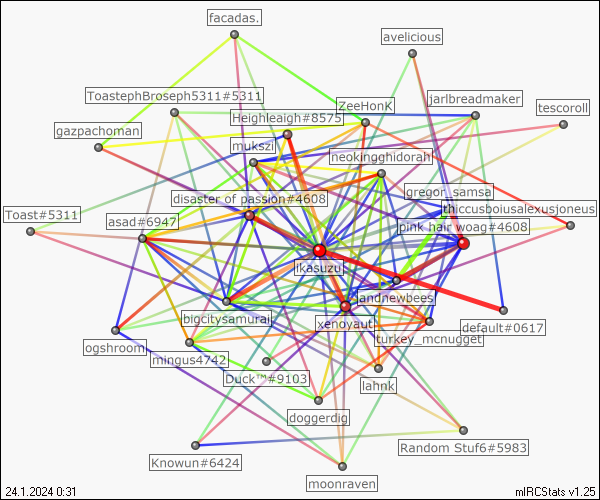 facadas.
avelicious
ToastephBroseph5311#5311
ZeeHonK
jarlbreadmaker
tescoroll
Heighleaigh#8575
gazpachoman
mukszi
neokingghidorah
gregor_samsa
disaster of passion#4608
thiccusboiusalexusjoneus
Toast#5311
asad#6947
pink hair woag#4608
ikasuzu
landnewbees
bigcitysamurai
xenoyaut
default#0617
turkey_mcnugget
ogshroom
mingus4742
Duck™#9103
lahnk
doggerdig
Random Stuf6#5983
Knowun#6424
moonraven
24.1.2024 0:31
mIRCStats v1.25